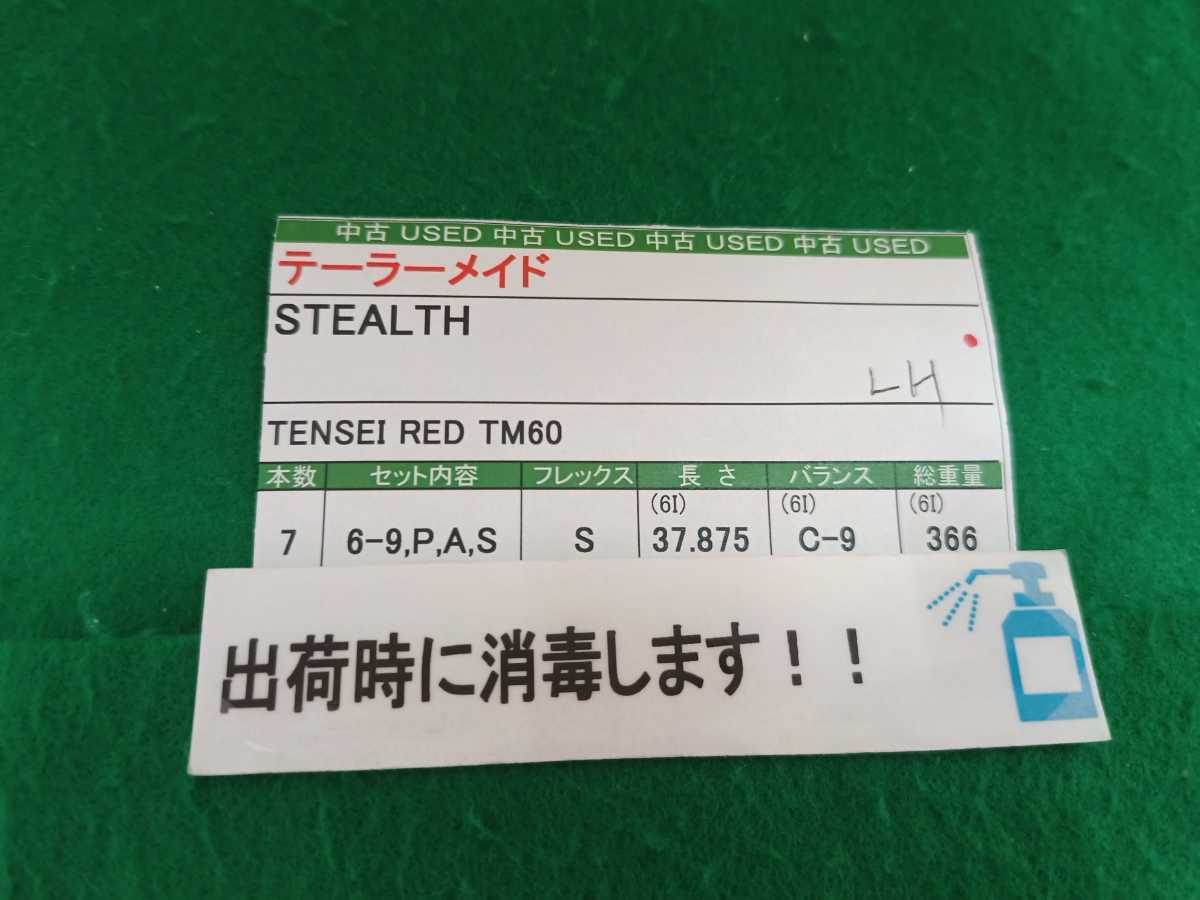 中古 USED 中古 USED 中古 USED 中古 USED
テーラーメイド
STEALTH
LH
TENSEI RED TM60
本数 セット内容 フレックス 長さ バランス 総重量
(6I) (6I) (6I)
7 6-9,P,A,S S 37.875 C-9 366
出荷時に消毒します!!